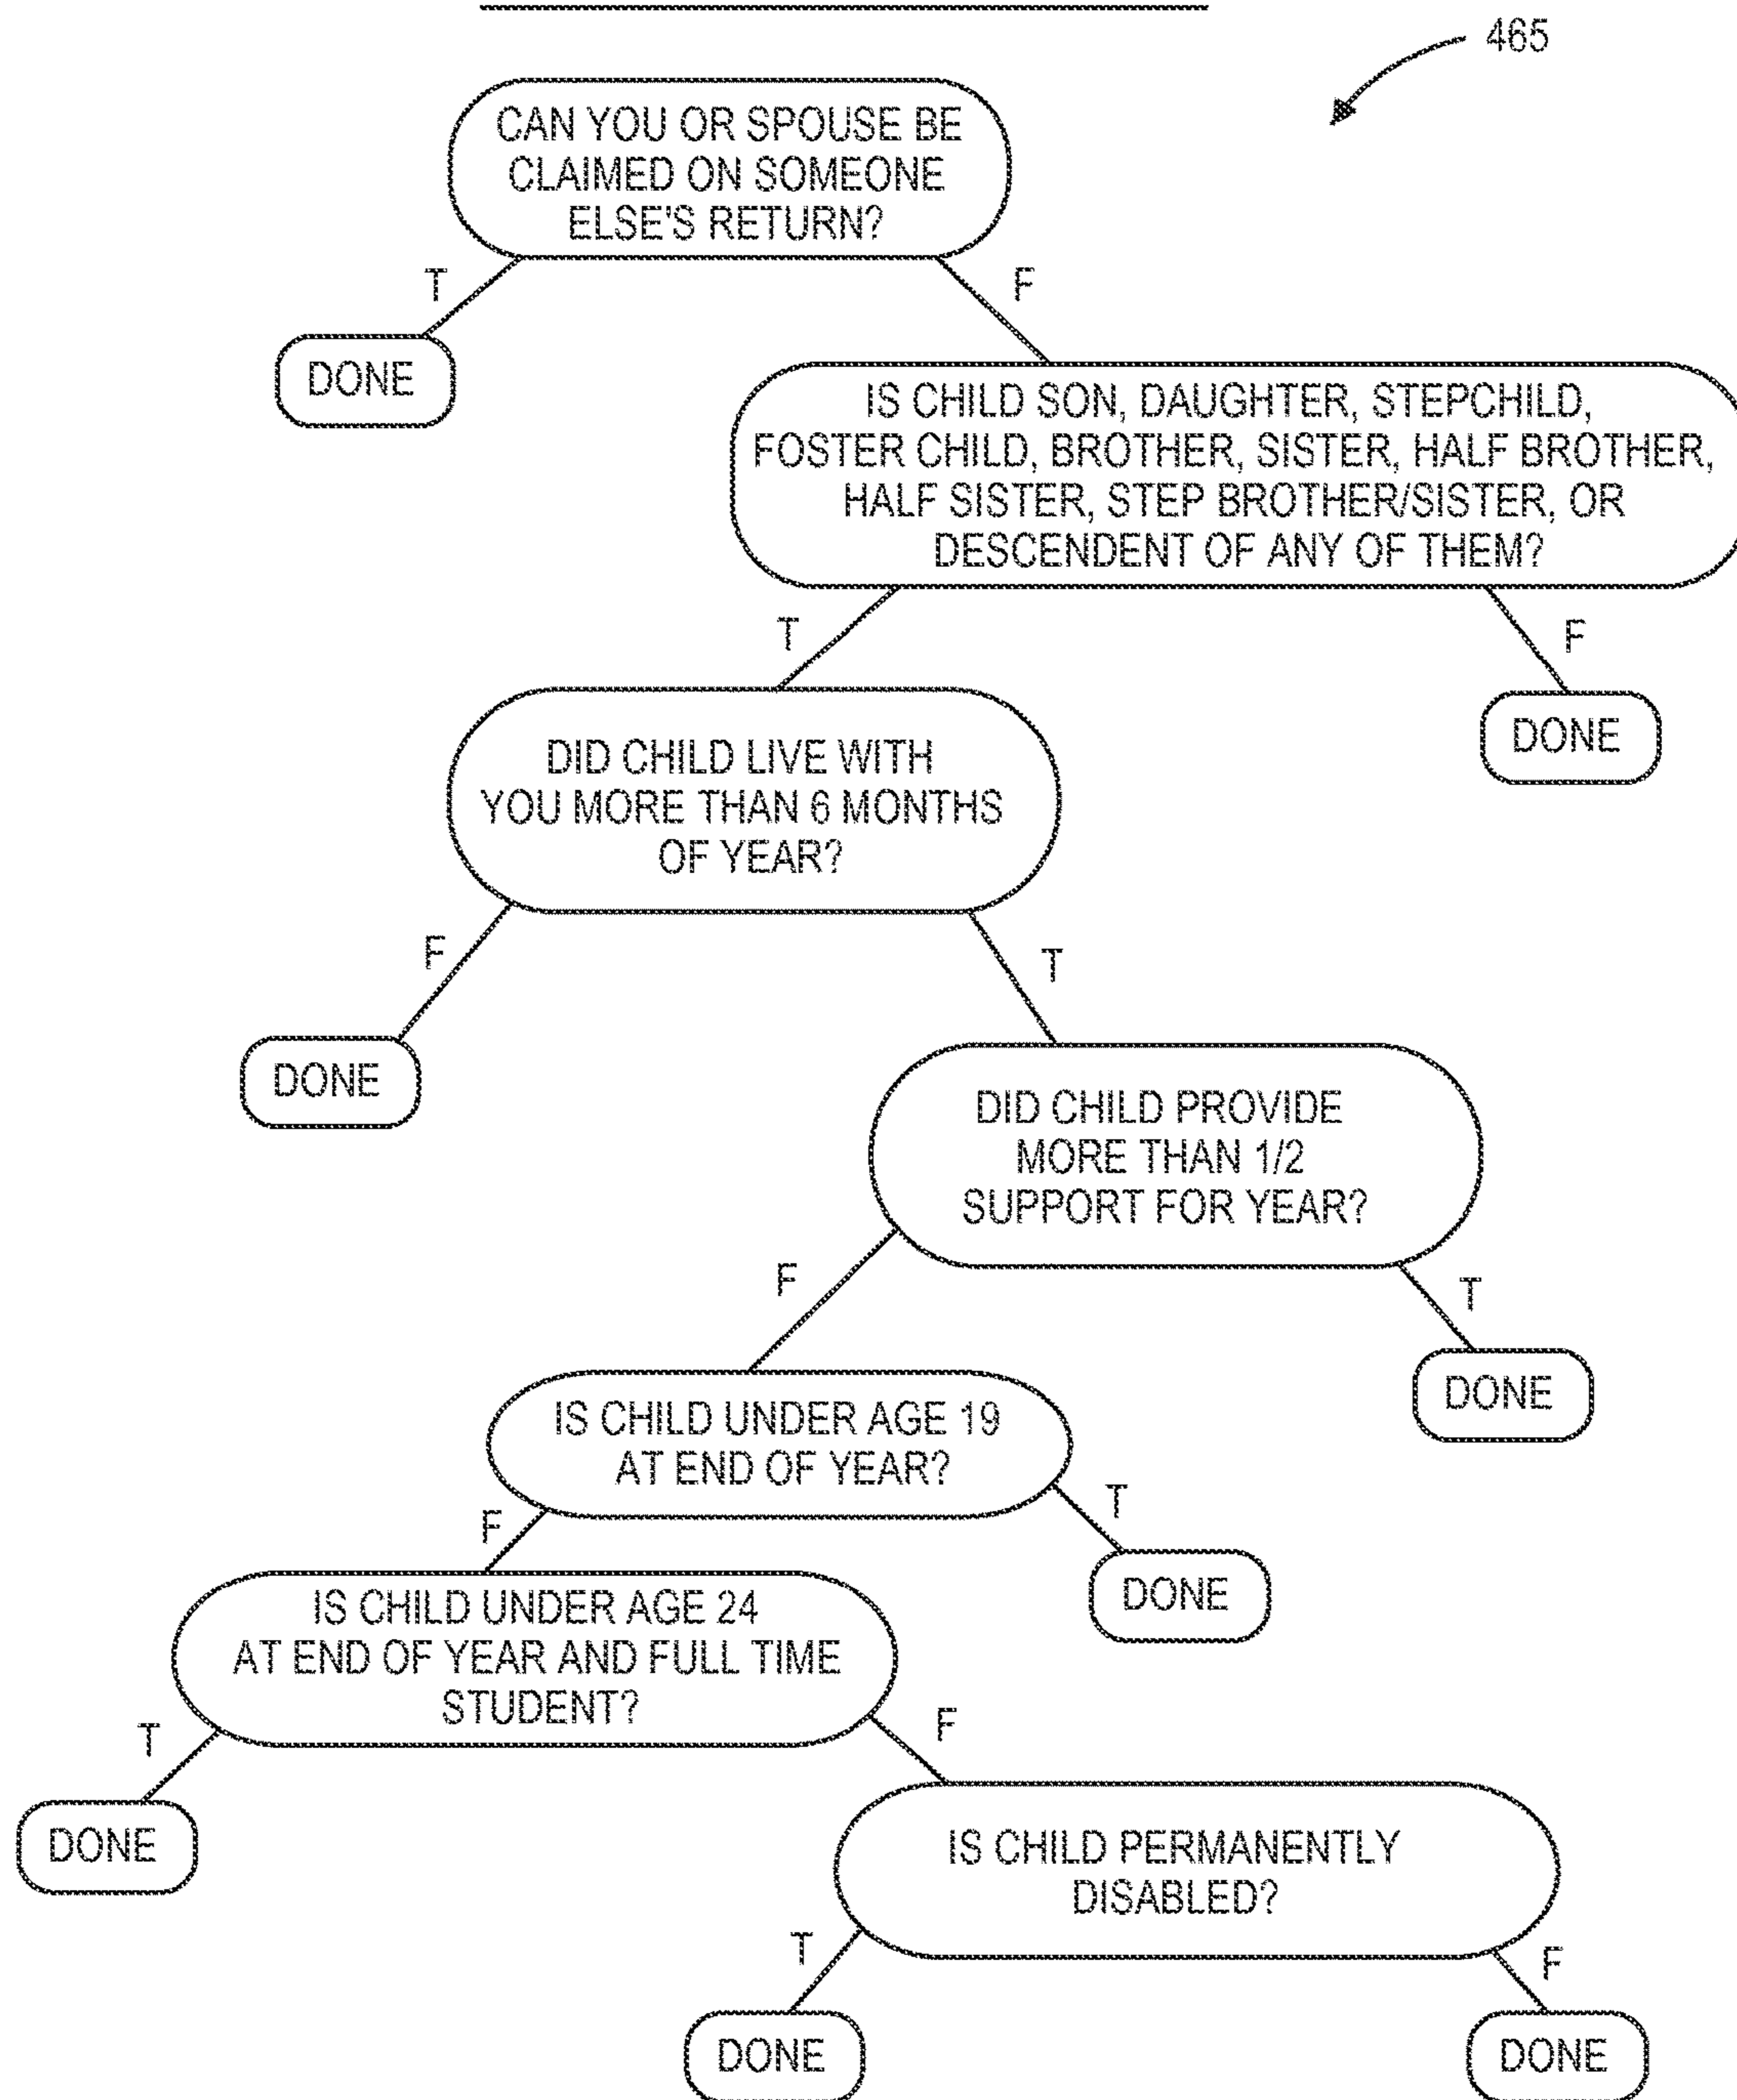 465
CAN YOU OR SPOUSE BE
CLAIMED ON SOMEONE
ELSE'S RETURN?
T
F
DONE
IS CHILD SON, DAUGHTER, STEPCHILD,
FOSTER CHILD, BROTHER, SISTER, HALF BROTHER,
HALF SISTER, STEP BROTHER/SISTER, OR
DESCENDENT OF ANY OF THEM?
T
F
DID CHILD LIVE WITH
YOU MORE THAN 6 MONTHS
OF YEAR?
DONE
F
T
DONE
DID CHILD PROVIDE
MORE THAN 1/2
SUPPORT FOR YEAR?
F
T
DONE
IS CHILD UNDER AGE 19
AT END OF YEAR?
F
T
DONE
IS CHILD UNDER AGE 24
AT END OF YEAR AND FULL TIME
STUDENT?
T
F
DONE
IS CHILD PERMANENTLY
DISABLED?
T
F
DONE
DONE